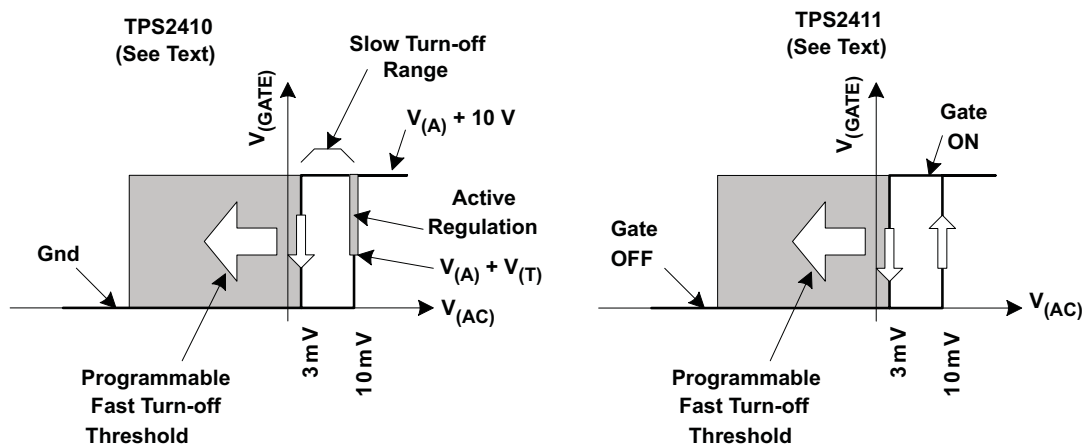 TPS2410
(See Text)
Slow Turn-off
Range
V(GATE)
V(A) + 10 V
Active
Regulation
V(A) + V(T)
Gnd
V(AC)
3 mV
10 mV
Programmable
Fast Turn-off
Threshold
TPS2411
(See Text)
V(GATE)
Gate
ON
Gate
OFF
V(AC)
3 mV
10 mV
Programmable
Fast Turn-off
Threshold